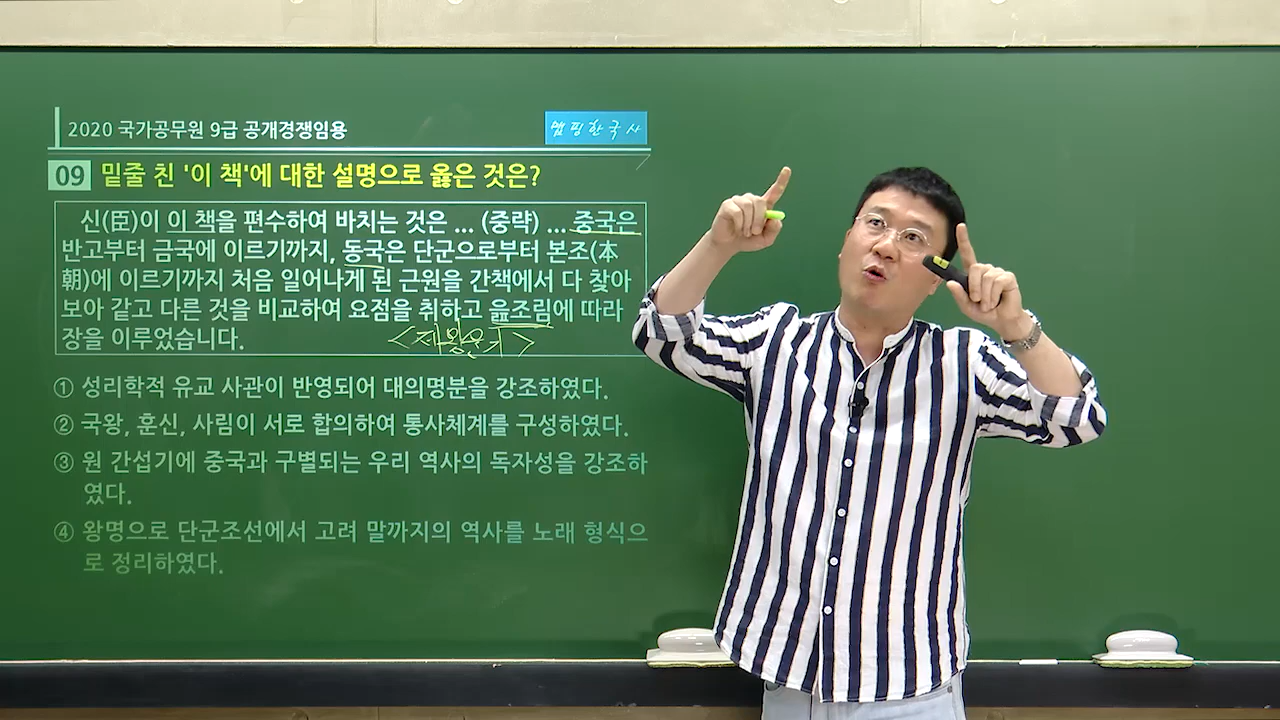 2020 국가공무원 9급 공개경쟁임용
맵핑한국사
09 밑줄 친 '이 책'에 대한 설명으로 옳은 것은?
신(臣)이 이 책을 편수하여 바치는 것은 ... (중략) ... 중국은
반고부터 금국에 이르기까지, 동국은 단군으로부터 본조(本
朝)에 이르기까지 처음 일어나게 된 근원을 간책에서 다 찾아
보아 같고 다른 것을 비교하여 요점을 취하고 읊조림에 따라
장을 이루었습니다.
<제왕운기>
① 성리학적 유교 사관이 반영되어 대의명분을 강조하였다.
② 국왕, 훈신, 사림이 서로 합의하여 통사체계를 구성하였다.
③ 원 간섭기에 중국과 구별되는 우리 역사의 독자성을 강조하
였다.
④ 왕명으로 단군조선에서 고려 말까지의 역사를 노래 형식으
로 정리하였다.